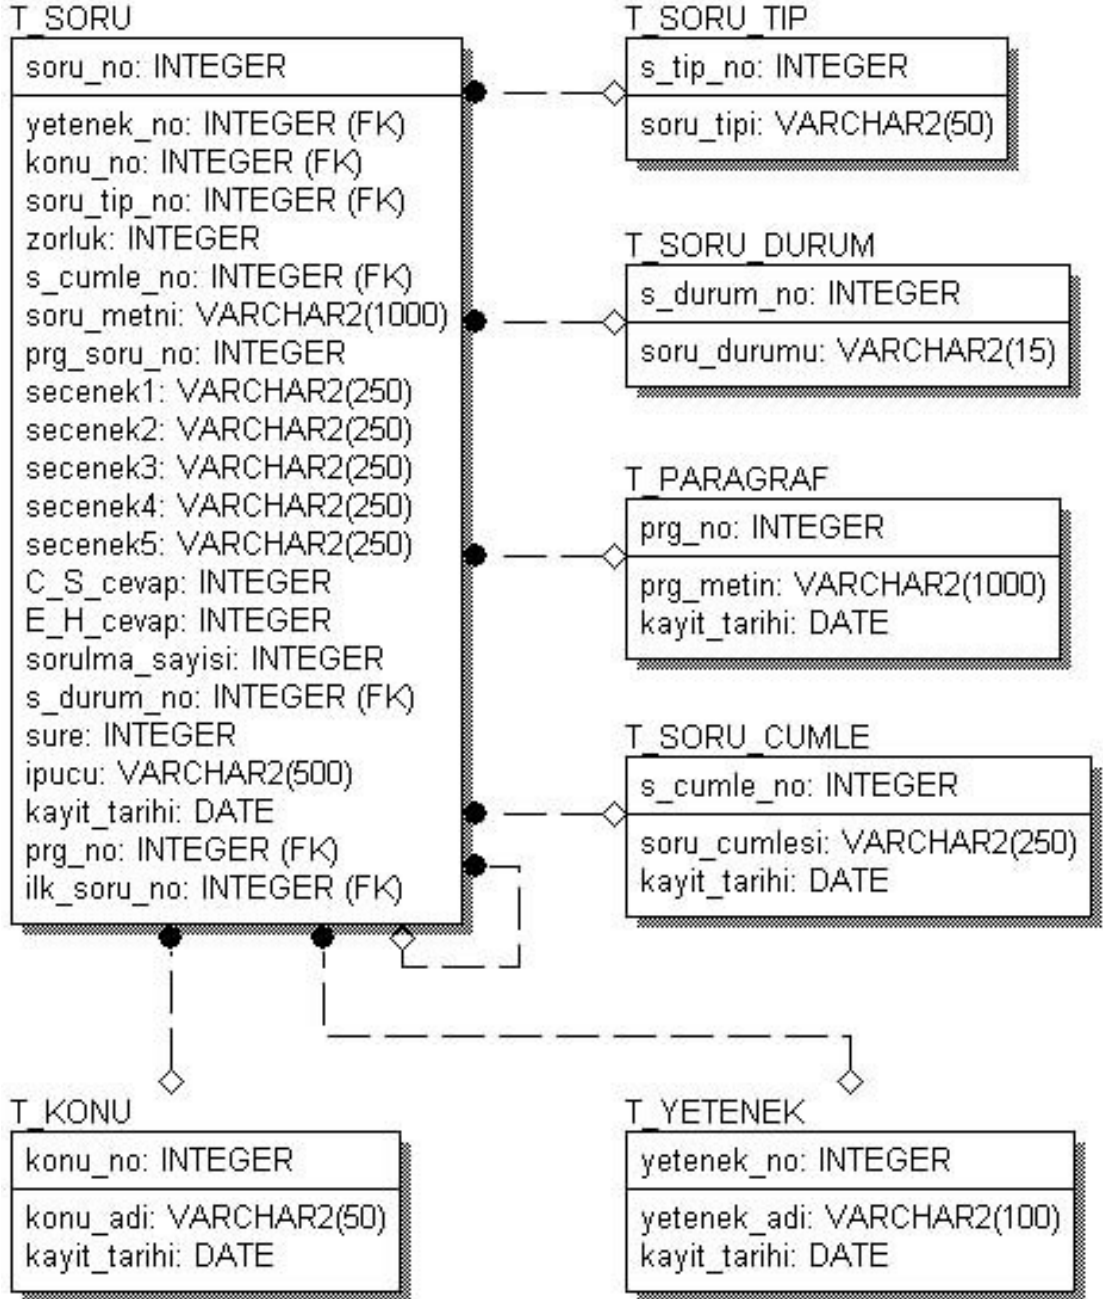 T_SORU
soru_no: INTEGER
yetenek_no: INTEGER (FK)
konu_no: INTEGER (FK)
soru_tip_no: INTEGER (FK)
zorluk: INTEGER
s_cumle_no: INTEGER (FK)
soru_metni: VARCHAR2(1000)
prg_soru_no: INTEGER
secenek1: VARCHAR2(250)
secenek2: VARCHAR2(250)
secenek3: VARCHAR2(250)
secenek4: VARCHAR2(250)
secenek5: VARCHAR2(250)
C_S_cevap: INTEGER
E_H_cevap: INTEGER
sorulma_sayisi: INTEGER
s_durum_no: INTEGER (FK)
sure: INTEGER
ipucu: VARCHAR2(500)
kayit_tarihi: DATE
prg_no: INTEGER (FK)
ilk_soru_no: INTEGER (FK)
T_SORU_TIP
s_tip_no: INTEGER
soru_tipi: VARCHAR2(50)
T_SORU_DURUM
s_durum_no: INTEGER
soru_durumu: VARCHAR2(15)
T_PARAGRAF
prg_no: INTEGER
prg_metin: VARCHAR2(1000)
kayit_tarihi: DATE
T_SORU_CUMLE
s_cumle_no: INTEGER
soru_cumlesi: VARCHAR2(250)
kayit_tarihi: DATE
T_KONU
konu_no: INTEGER
konu_adi: VARCHAR2(50)
kayit_tarihi: DATE
T_YETENEK
yetenek_no: INTEGER
yetenek_adi: VARCHAR2(100)
kayit_tarihi: DATE